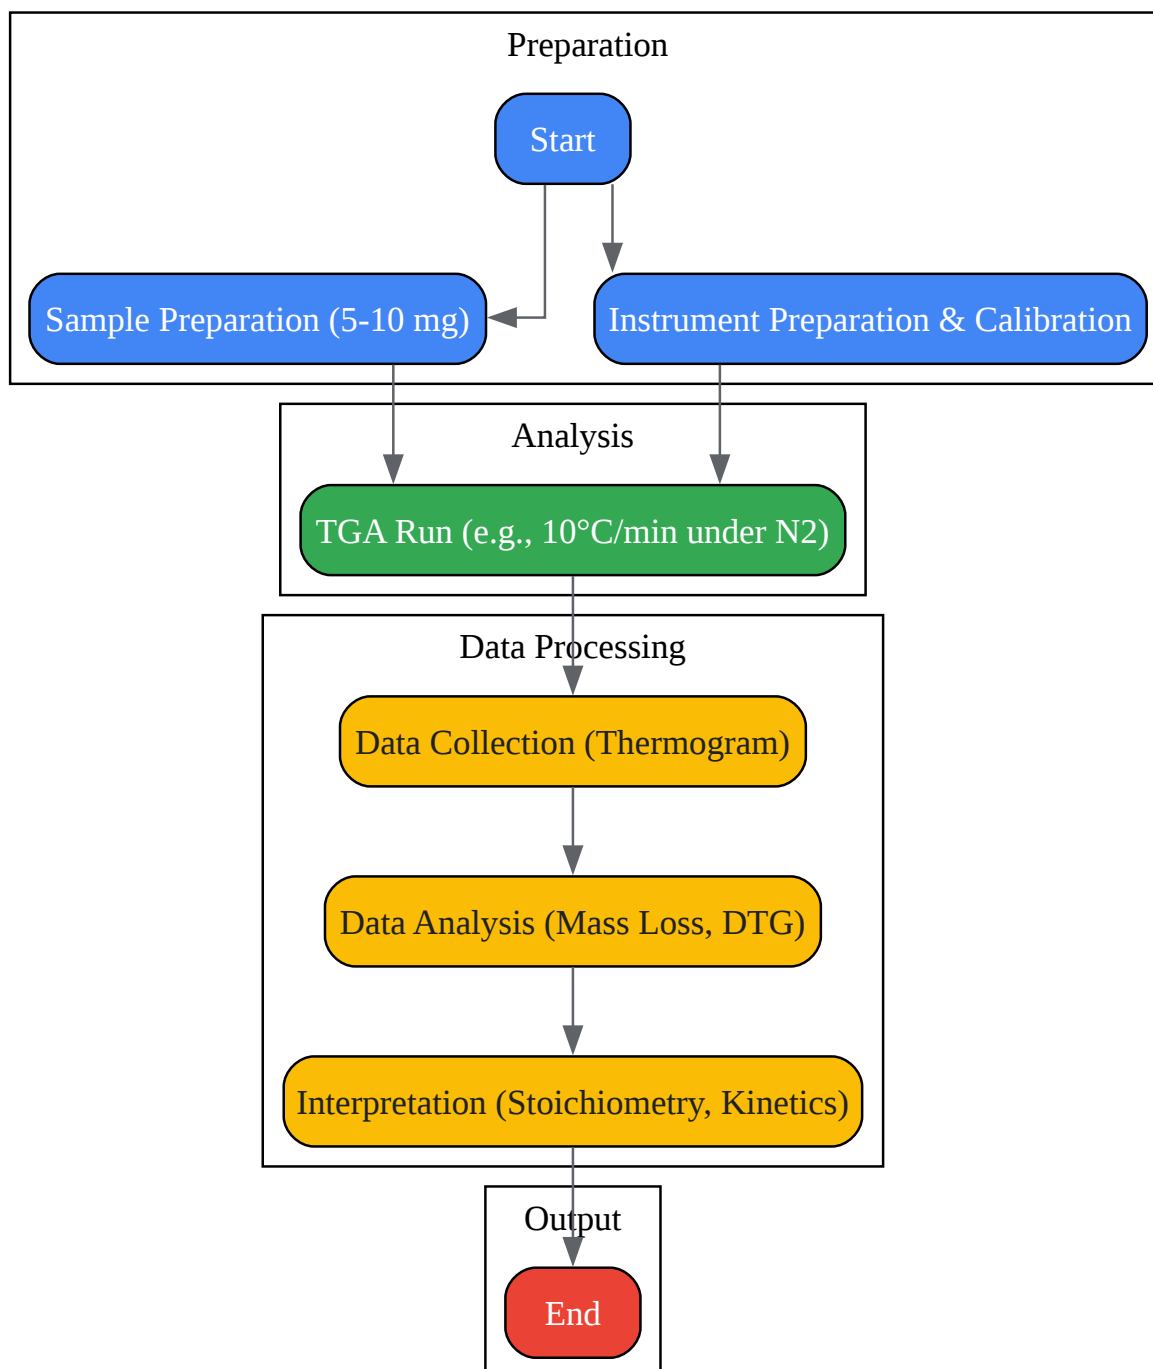 Preparation
Start
Sample Preparation (5-10 mg)
Instrument Preparation & Calibration
Analysis
TGA Run (e.g., 10°C/min under N2)
Data Processing
Data Collection (Thermogram)
Data Analysis (Mass Loss, DTG)
Interpretation (Stoichiometry, Kinetics)
Output
End